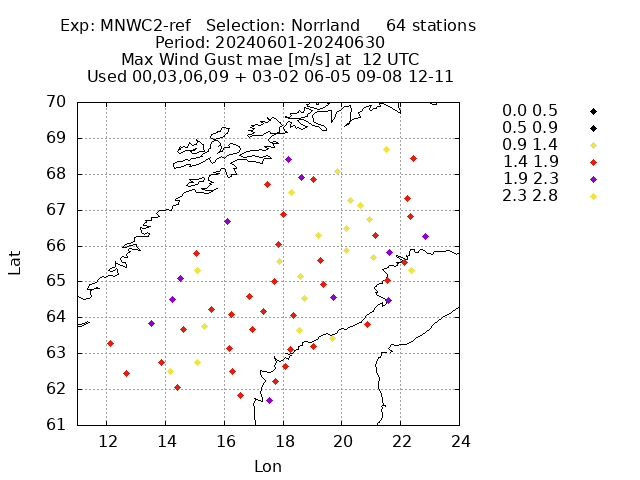 Exp: MNWC2-ref   Selection: Norrland     64 stations
Period: 20240601-20240630
Max Wind Gust mae [m/s] at  12 UTC
Used 00,03,06,09 + 03-02 06-05 09-08 12-11
0.0 0.5
0.5 0.9
0.9 1.4
1.4 1.9
1.9 2.3
2.3 2.8
70
69
68
67
66
65
64
63
62
61
Lat
12 14 16 18 20 22 24
Lon